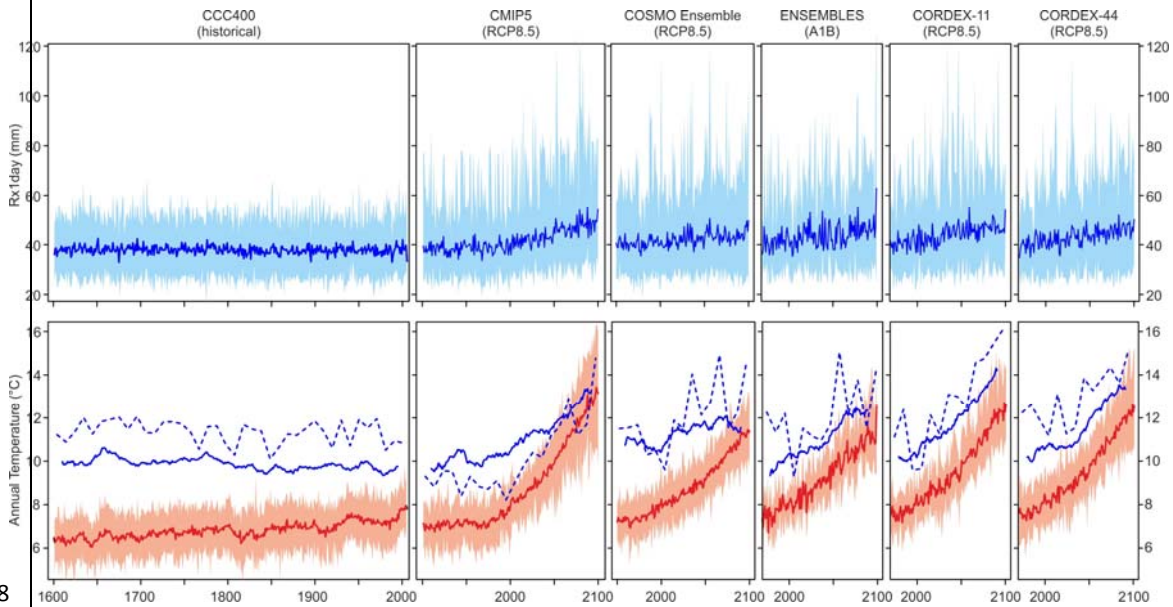 CCC400
(historical)
CMIP5
(RCP8.5)
COSMO Ensemble
(RCP8.5)
ENSEMBLES
(A1B)
CORDEX-11
(RCP8.5)
CORDEX-44
(RCP8.5)
Rx1day (mm)
120
100
80
60
40
20
120
100
80
60
40
20
Annual Temperature (°C)
16
14
12
10
8
6
16
14
12
10
8
6
8
1600 1700 1800 1900 2000 2000 2100 2000 2100 2000 2100 2000 2100 2000 2100